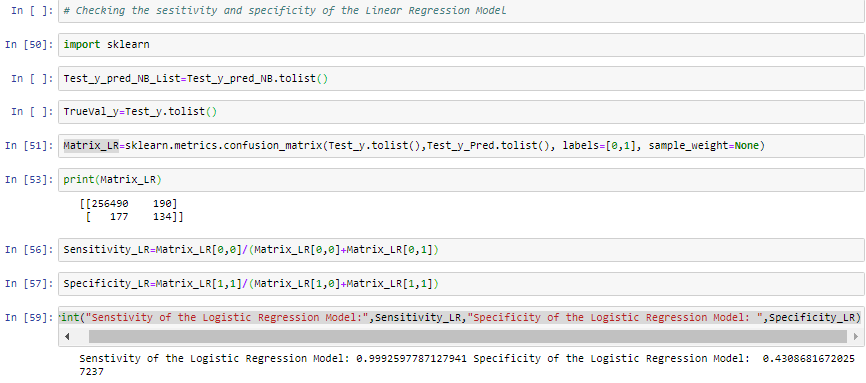 In [ ]: # Checking the sesitivity and specificity of the Linear Regression Model
In [50]: import sklearn
In [ ]: Test_y_pred_NB_List=Test_y_pred_NB.tolist()
In [ ]: TrueVal_y=Test_y.tolist()
In [51]: Matrix_LR=sklearn.metrics.confusion_matrix(Test_y.tolist(),Test_y_Pred.tolist(), labels=[0,1], sample_weight=None)
In [53]: print(Matrix_LR)
[[256490    190]
[   177    134]]
In [56]: Sensitivity_LR=Matrix_LR[0,0]/(Matrix_LR[0,0]+Matrix_LR[0,1])
In [57]: Specificity_LR=Matrix_LR[1,1]/(Matrix_LR[1,0]+Matrix_LR[1,1])
In [59]: int("Senstivity of the Logistic Regression Model:",Sensitivity_LR,"Specificity of the Logistic Regression Model: ",Specificity_LR)
Senstivity of the Logistic Regression Model: 0.9992597787127941 Specificity of the Logistic Regression Model:  0.4308681672025
7237